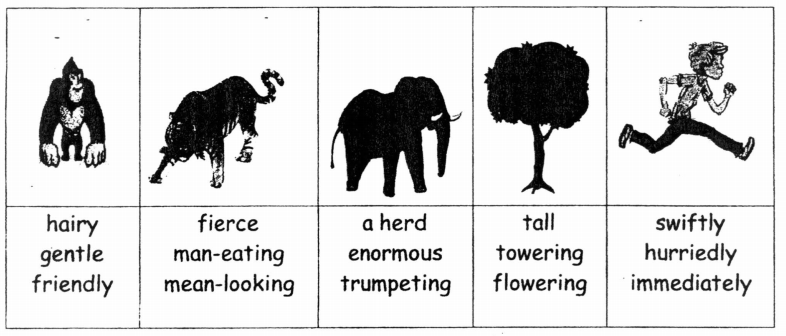 hairy
gentle
friendly
fierce
man-eating
mean-looking
a herd
enormous
trumpeting
tall
towering
flowering
swiftly
hurriedly
immediately